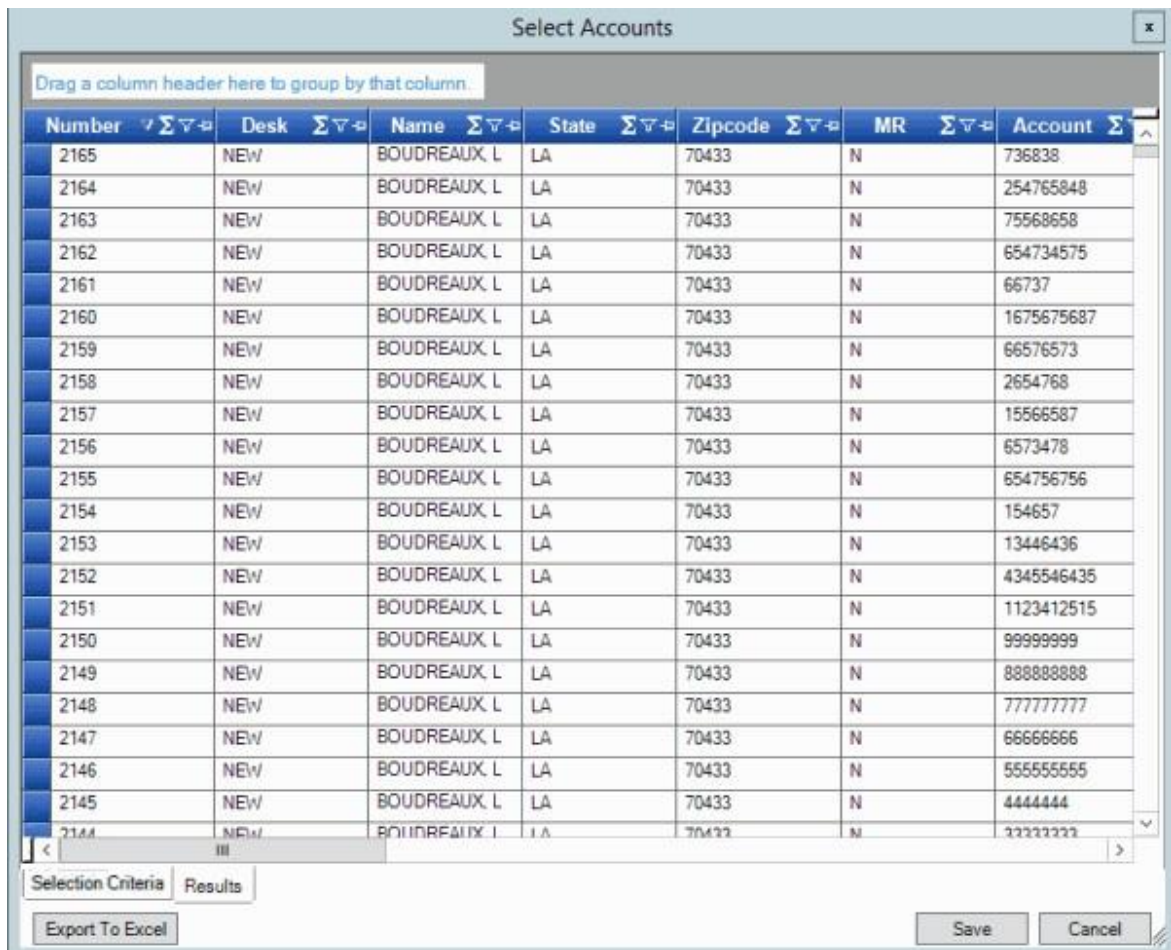 Select Accounts
x
Drag a column header here to group by that column.
Number Desk Name State Zipcode MR Account
2165 NEW BOUDREAUX, L LA 70433 N 736838
2164 NEW BOUDREAUX, L LA 70433 N 254765848
2163 NEW BOUDREAUX, L LA 70433 N 75568658
2162 NEW BOUDREAUX, L LA 70433 N 654734575
2161 NEW BOUDREAUX, L LA 70433 N 66737
2160 NEW BOUDREAUX, L LA 70433 N 1675675687
2159 NEW BOUDREAUX, L LA 70433 N 66576573
2158 NEW BOUDREAUX, L LA 70433 N 2654768
2157 NEW BOUDREAUX, L LA 70433 N 15566587
2156 NEW BOUDREAUX, L LA 70433 N 6573478
2155 NEW BOUDREAUX, L LA 70433 N 654756756
2154 NEW BOUDREAUX, L LA 70433 N 154657
2153 NEW BOUDREAUX, L LA 70433 N 13446436
2152 NEW BOUDREAUX, L LA 70433 N 4345546435
2151 NEW BOUDREAUX, L LA 70433 N 1123412515
2150 NEW BOUDREAUX, L LA 70433 N 99999999
2149 NEW BOUDREAUX, L LA 70433 N 888888888
2148 NEW BOUDREAUX, L LA 70433 N 777777777
2147 NEW BOUDREAUX, L LA 70433 N 66666666
2146 NEW BOUDREAUX, L LA 70433 N 555555555
2145 NEW BOUDREAUX, L LA 70433 N 4444444
2144 NEW BOUDREAUX, L LA 70433 N 33333333
Selection Criteria Results
Export To Excel Save Cancel